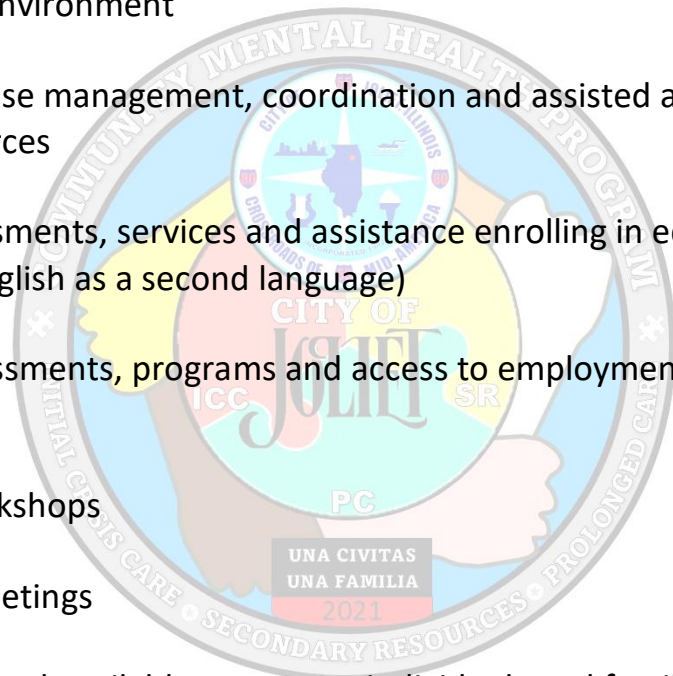 nvironment
se management, coordination and assisted a
rces
sments, services and assistance enrolling in e
glish as a second language)
ssments, programs and access to employmen
kshops
etings
COMMUNITY MENTAL HEALTH PROGRAM
CITY OF JOLIET, ILLINOIS
CROSSROADS OF MID-AMERICA
INCORPORATED
CITY OF
JOLIET
ICC
SR
PC
UNA CIVITAS
UNA FAMILIA
2021
INITIAL CRISIS CARE • SECONDARY RESOURCES • PROLONGED CARE